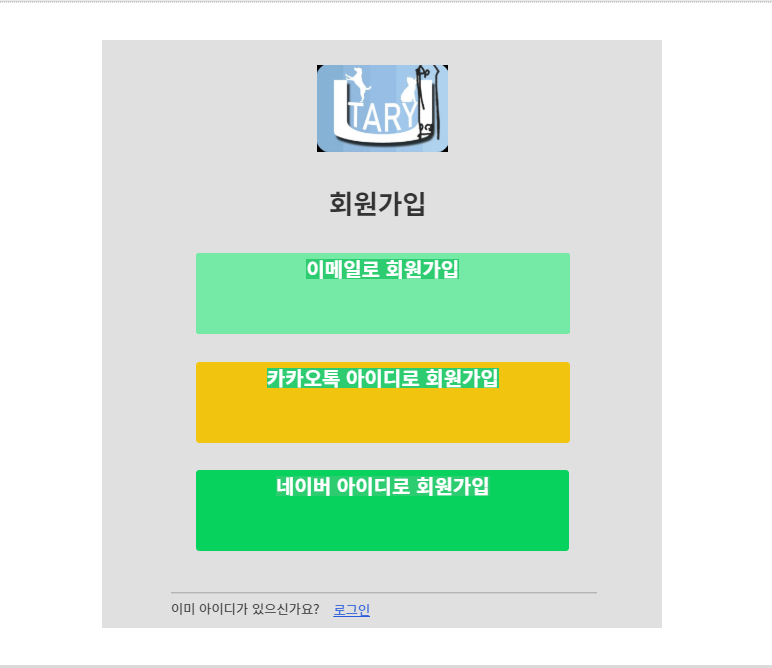 TARY
회원가입
이메일로 회원가입
카카오톡 아이디로 회원가입
네이버 아이디로 회원가입
이미 아이디가 있으신가요? 로그인